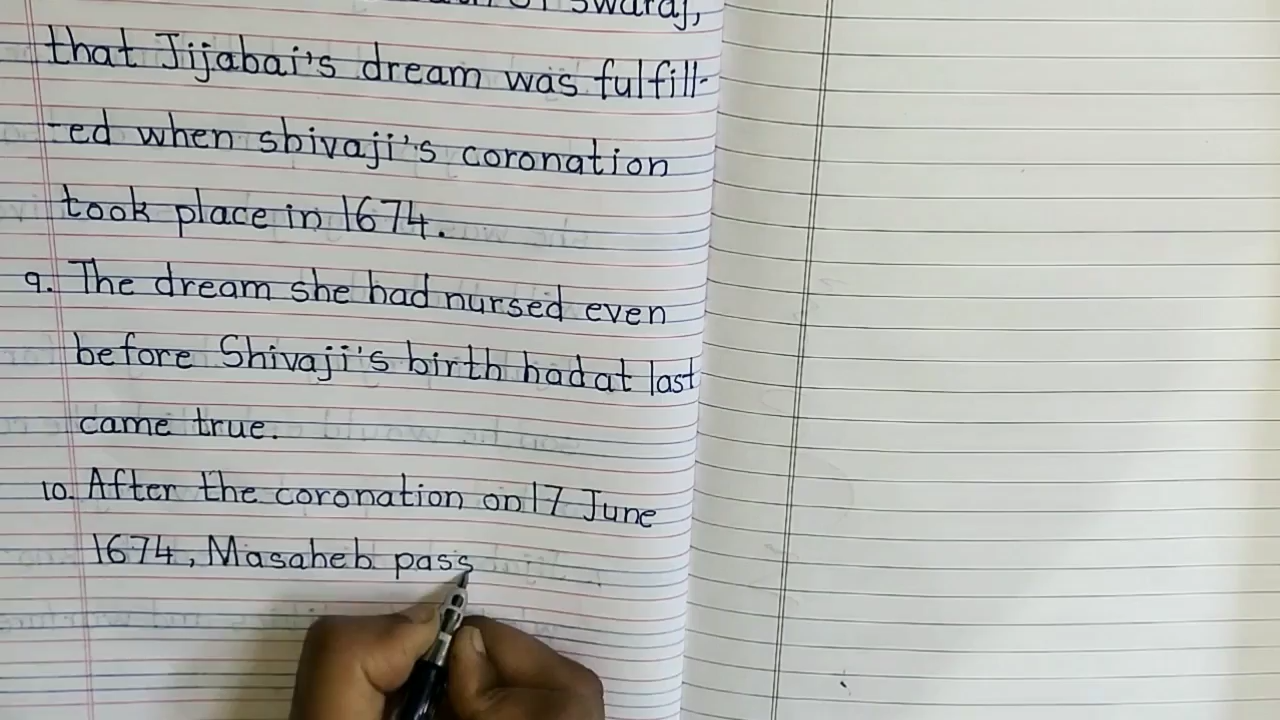 swaraj,
that Jijabai's dream was fulfill-
-ed when shivaji's coronation
took place in 1674.
9. The dream she had nursed even
before Shivaji's birth had at last
came true.
10. After the coronation on 17 June
1674, Masaheb pass